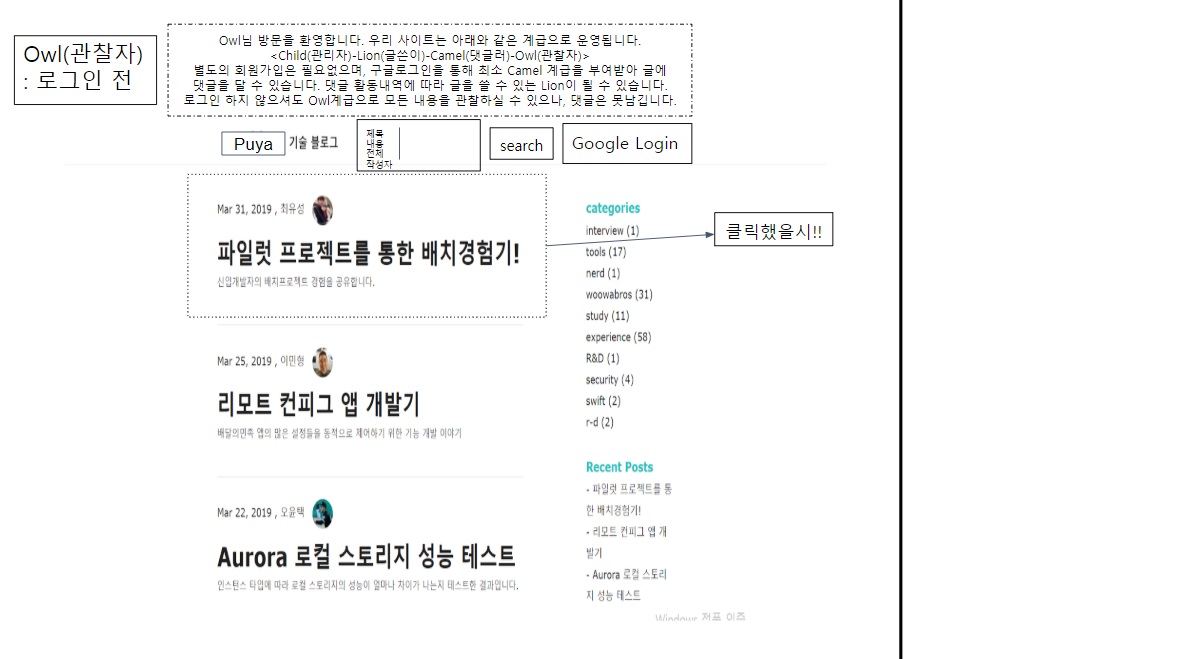 Owl(관찰자)
: 로그인 전
Owl님 방문을 환영합니다. 우리 사이트는 아래와 같은 계급으로 운영됩니다.
<Child(관리자)-Lion(글쓴이)-Camel(댓글러)-Owl(관찰자)>
별도의 회원가입은 필요없으며, 구글로그인을 통해 최소 Camel 계급을 부여받아 글에
댓글을 달 수 있습니다. 댓글 활동내역에 따라 글을 쓸 수 있는 Lion이 될 수 있습니다.
로그인 하지 않으셔도 Owl계급으로 모든 내용을 관찰하실 수 있으나, 댓글은 못남깁니다.
Puya 기술 블로그
제목
내용
전체
작성자
search
Google Login
Mar 31, 2019 , 최유성
파일럿 프로젝트를 통한 배치경험기!
신입개발자의 배치프로젝트 경험을 공유합니다.
Mar 25, 2019 , 이민형
리모트 컨피그 앱 개발기
배달의민족 앱의 많은 설정들을 동적으로 제어하기 위한 기능 개발 이야기
Mar 22, 2019 , 오윤택
Aurora 로컬 스토리지 성능 테스트
인스턴스 타입에 따라 로컬 스토리지의 성능이 얼마나 차이가 나는지 테스트한 결과입니다.
categories
interview (1)
tools (17)
nerd (1)
woowabros (31)
study (11)
experience (58)
R&D (1)
security (4)
swift (2)
r-d (2)
Recent Posts
- 파일럿 프로젝트를 통
한 배치경험기!
- 리모트 컨피그 앱 개
발기
- Aurora 로컬 스토리
지 성능 테스트
클릭했을시!!
Windows